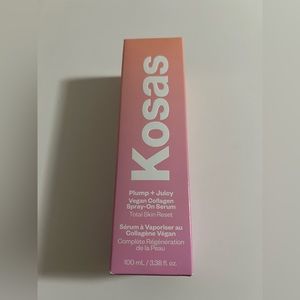 Kosas
Plump + Juicy
Vegan Collagen
Spray-On Serum
Total Skin Reset
Sérum à Vaporiser au
Collagène Végan
Complète Régénération
de la Peau
100 mL / 3.38 fl. oz.